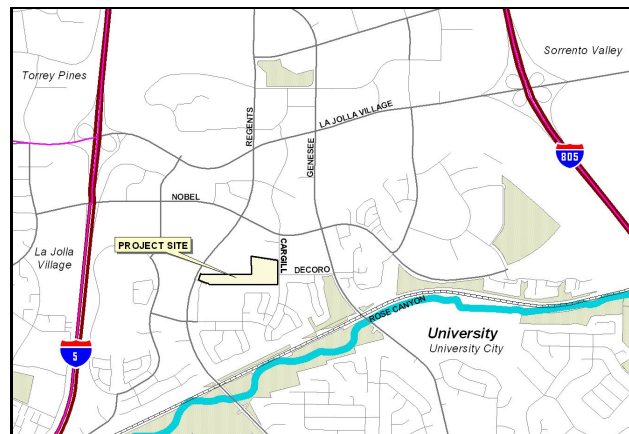 Sorrento Valley
Torrey Pines
LA JOLLA VILLAGE
REGENTS
GENESEE
805
NOBEL
PROJECT SITE
La Jolla
Village
CARGILL
DECORO
ROSE CANYON
University
University City
5